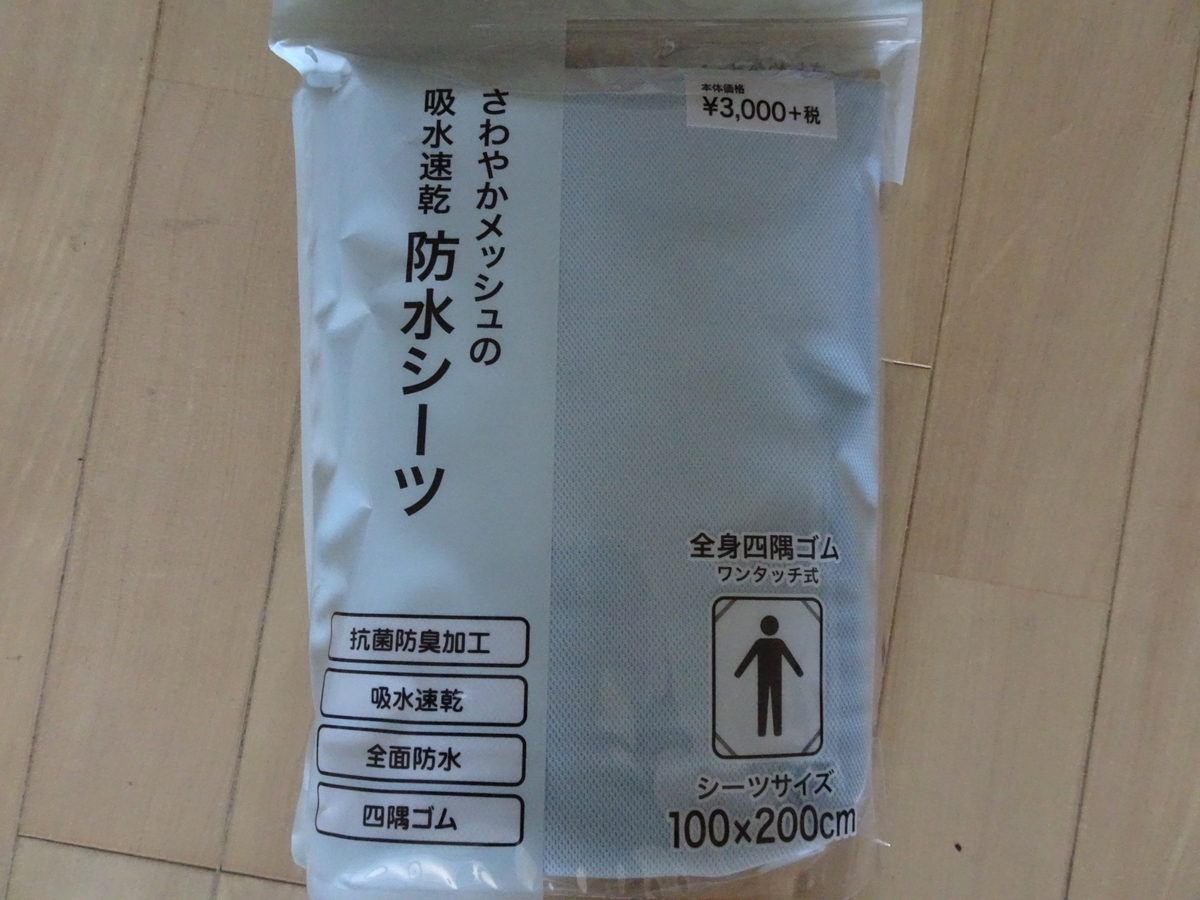 さわやかメッシュの
吸水速乾 防水シーツ
本体価格
¥3,000+税
全身四隅ゴム
ワンタッチ式
シーツサイズ
100×200cm
抗菌防臭加工
吸水速乾
全面防水
四隅ゴム